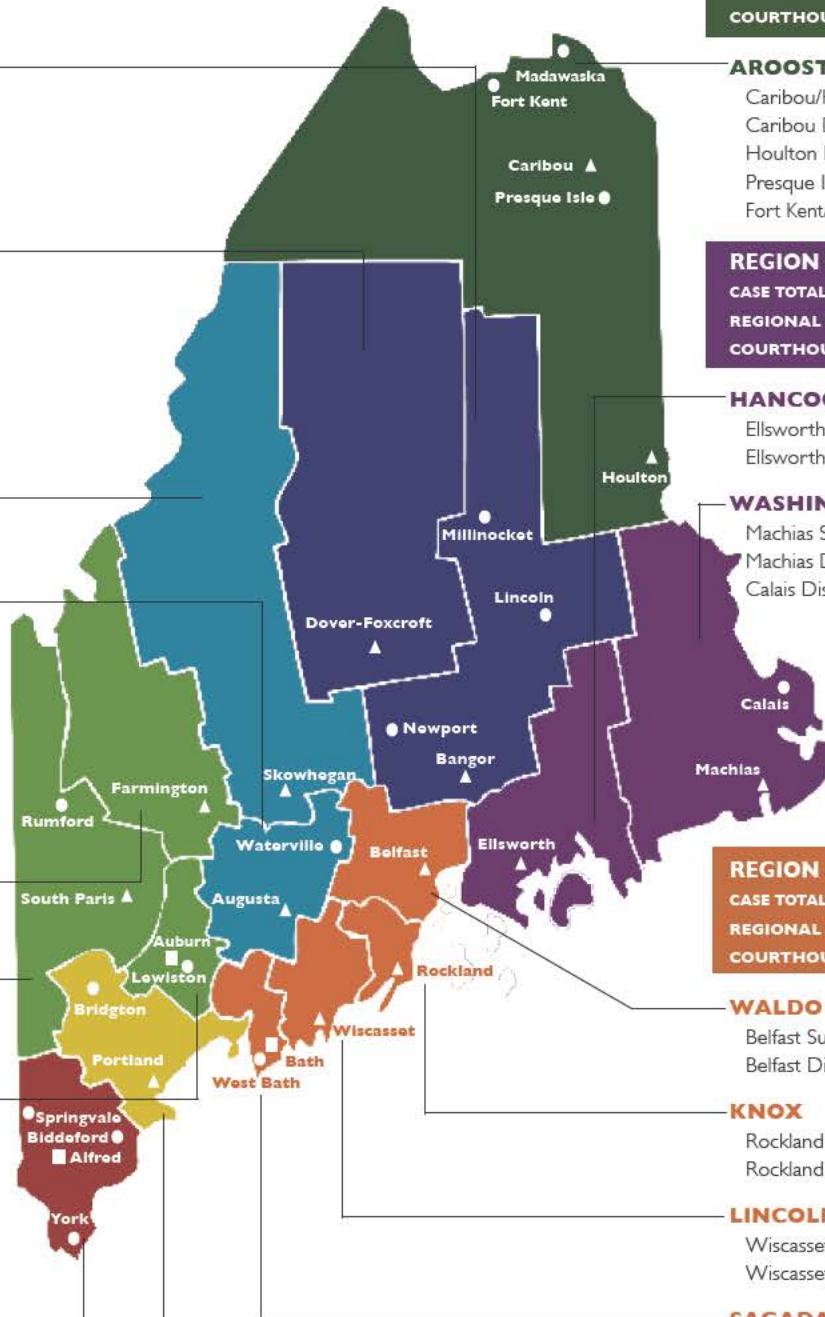 Madawaska
Fort Kent
Caribou
Presque Isle
Houlton
Millinocket
Lincoln
Dover-Foxcroft
Newport
Bangor
Calais
Machias
Skowhegan
Farmington
Rumford
Waterville
Belfast
Ellsworth
South Paris
Augusta
Auburn
Lewiston
Bridgton
Rockland
Wiscasset
Bath
West Bath
Portland
Springvale
Biddeford
Alfred
York
COURTHOU
AROOST
Caribou/
Caribou
Houlton
Presque I
Fort Kent
REGION
CASE TOTAL
REGIONAL
COURTHOU
HANCOC
Ellsworth
Ellsworth
WASHIN
Machias S
Machias D
Calais Dis
REGION
CASE TOTAL
REGIONAL
COURTHOU
WALDO
Belfast Su
Belfast Di
KNOX
Rockland
Rockland
LINCOL
Wiscasset
Wiscasset
SAGADA